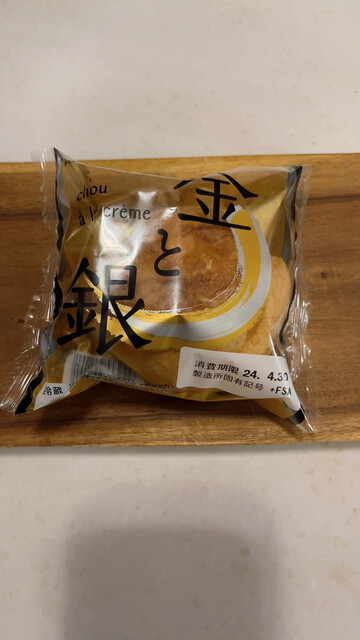 chou
à la crème
金
と
銀
消費期限 24. 4.30
製造所固有記号 +FSA
冷蔵